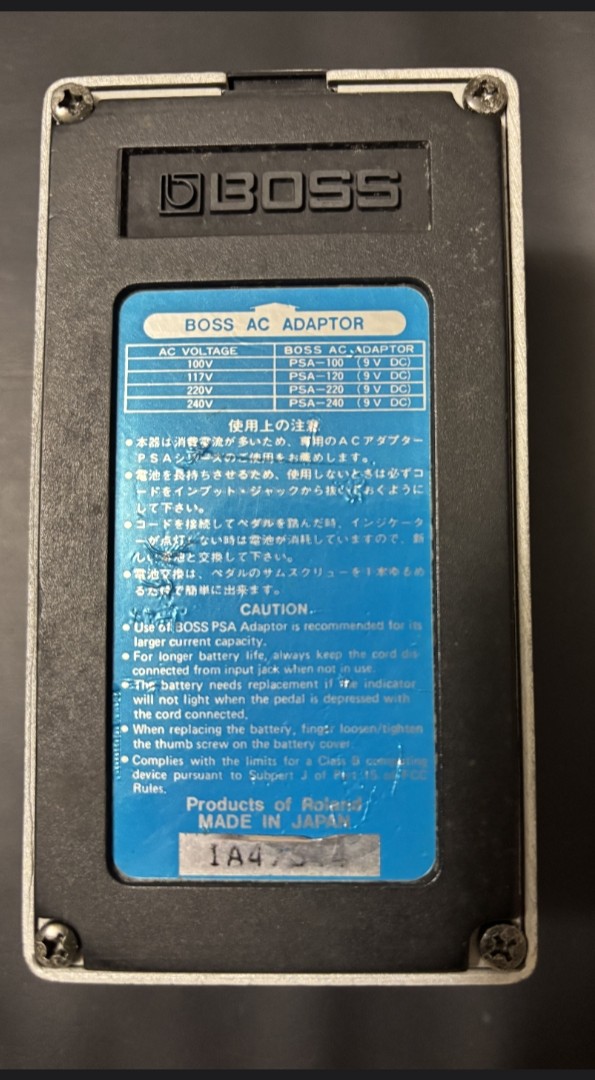 BOSS
BOSS AC ADAPTOR
AC VOLTAGE BOSS AC ADAPTOR
100V PSA-100 (9V DC)
117V PSA-120 (9V DC)
220V PSA-220 (9V DC)
240V PSA-240 (9V DC)
使用上の注意
●本器は消費電流が多いため、専用のACアダプター
PSAシリーズのご使用をお薦めします。
●電池を長持ちさせるため、使用しないときは必ずコ
ードをインプット・ジャックから抜いておくように
して下さい。
●コードを接続してペダルを踏んだ時、インジケータ
ーが点灯しない時は電池が消耗していますので、新
しい電池と交換して下さい。
●電池交換は、ペダルのサムスクリューを
るだけで簡単に出来ます。
CAUTION
● Use of BOSS PSA Adaptor is recommended for its
larger current capacity.
● For longer battery life, always keep the cord dis-
connected from input jack when not in use.
● The battery needs replacement if the indicator
will not light when the pedal is depressed with
the cord connected.
● When replacing the battery, finger loosen/tighten
the thumb screw on the battery cover.
● Complies with the limits for a Class B computing
device pursuant to Subpart J of Part 15 of FCC
Rules.
Products of Roland
MADE IN JAPAN